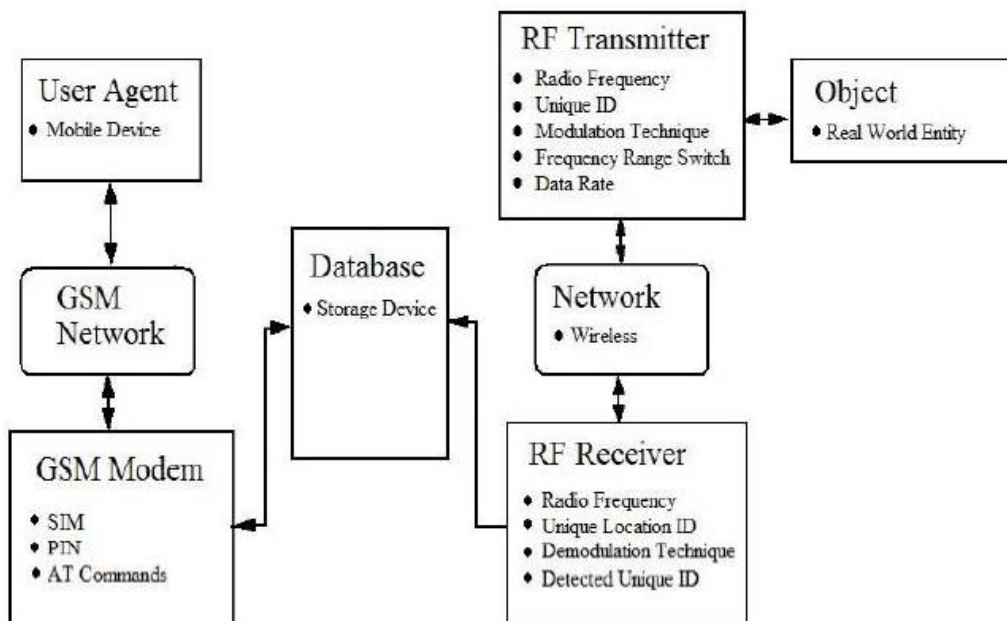 User Agent
• Mobile Device
GSM
Network
GSM Modem
• SIM
• PIN
• AT Commands
Database
• Storage Device
RF Transmitter
• Radio Frequency
• Unique ID
• Modulation Technique
• Frequency Range Switch
• Data Rate
Object
• Real World Entity
Network
• Wireless
RF Receiver
• Radio Frequency
• Unique Location ID
• Demodulation Technique
• Detected Unique ID